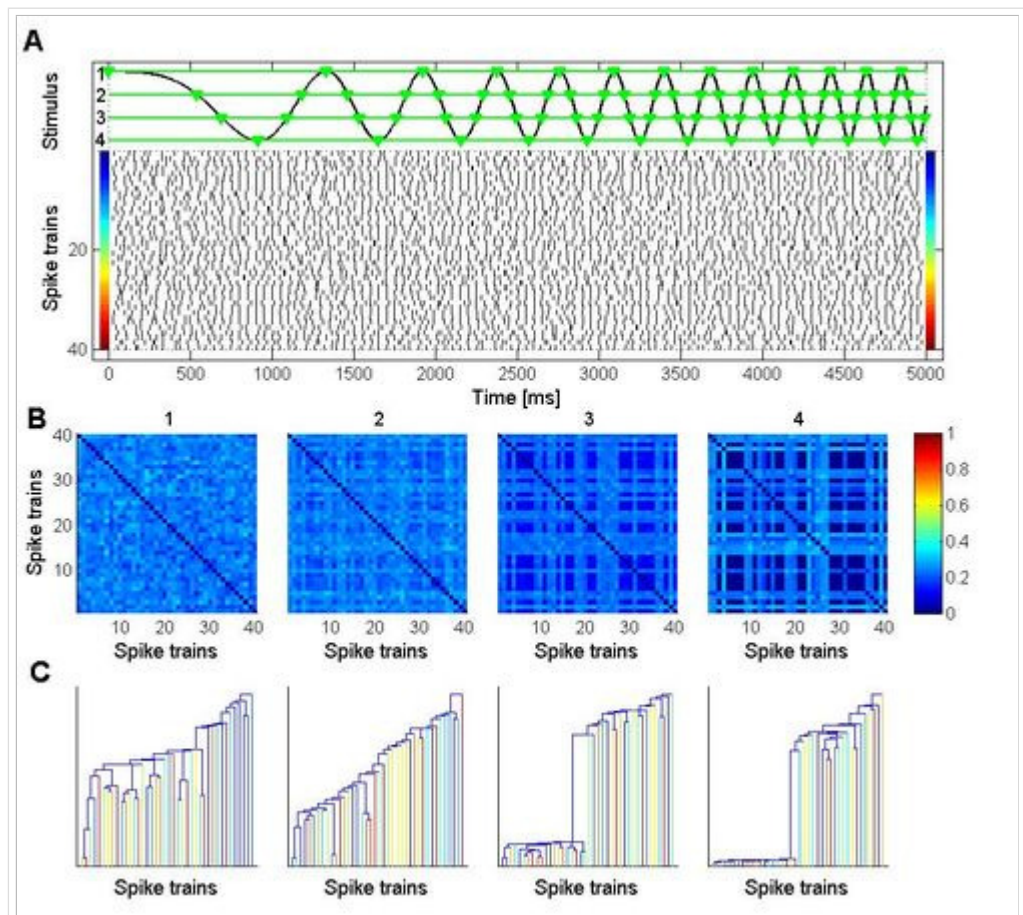 A
Stimulus
1
2
3
4
Spike trains
20
40
0 500 1000 1500 2000 2500 3000 3500 4000 4500 5000
Time [ms]
B
1 2 3 4
Spike trains
40
30
20
10
10 20 30 40 10 20 30 40 10 20 30 40 10 20 30 40
Spike trains Spike trains Spike trains Spike trains
1
0.8
0.6
0.4
0.2
0
C
Spike trains Spike trains Spike trains Spike trains